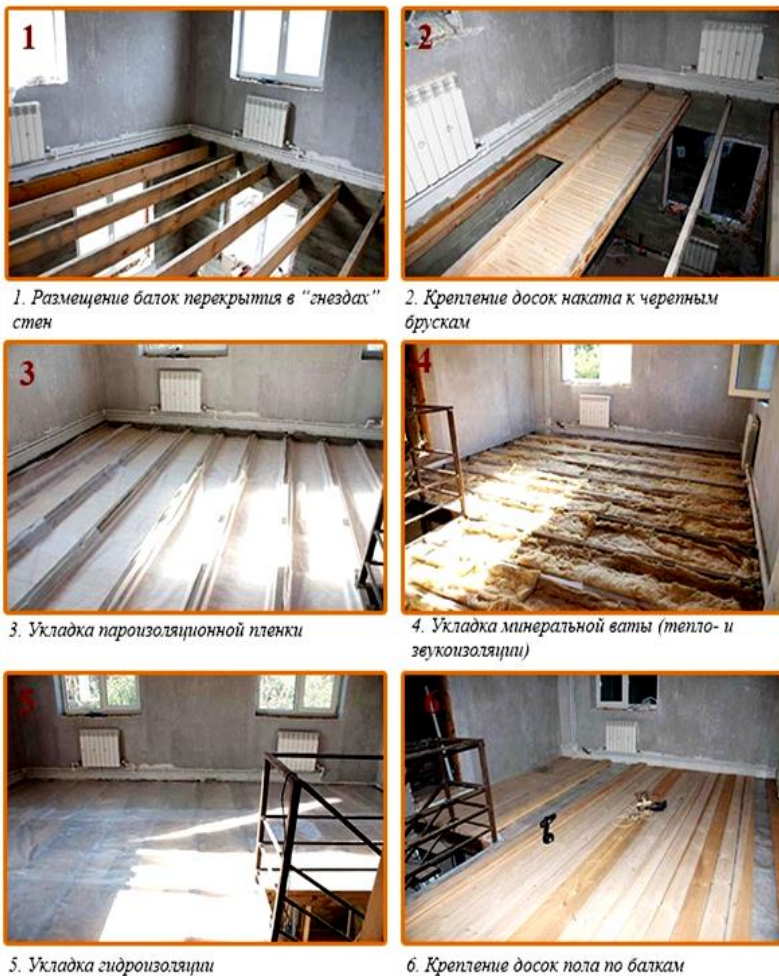 1
2
1. Размещение балок перекрытия в “гнездах”
стен
2. Крепление досок наката к черепным
брускам
3
4
3. Укладка пароизоляционной пленки
4. Укладка минеральной ваты (тепло- и
звукоизоляции)
5
6
5. Укладка гидроизоляции
6. Крепление досок пола по балкам